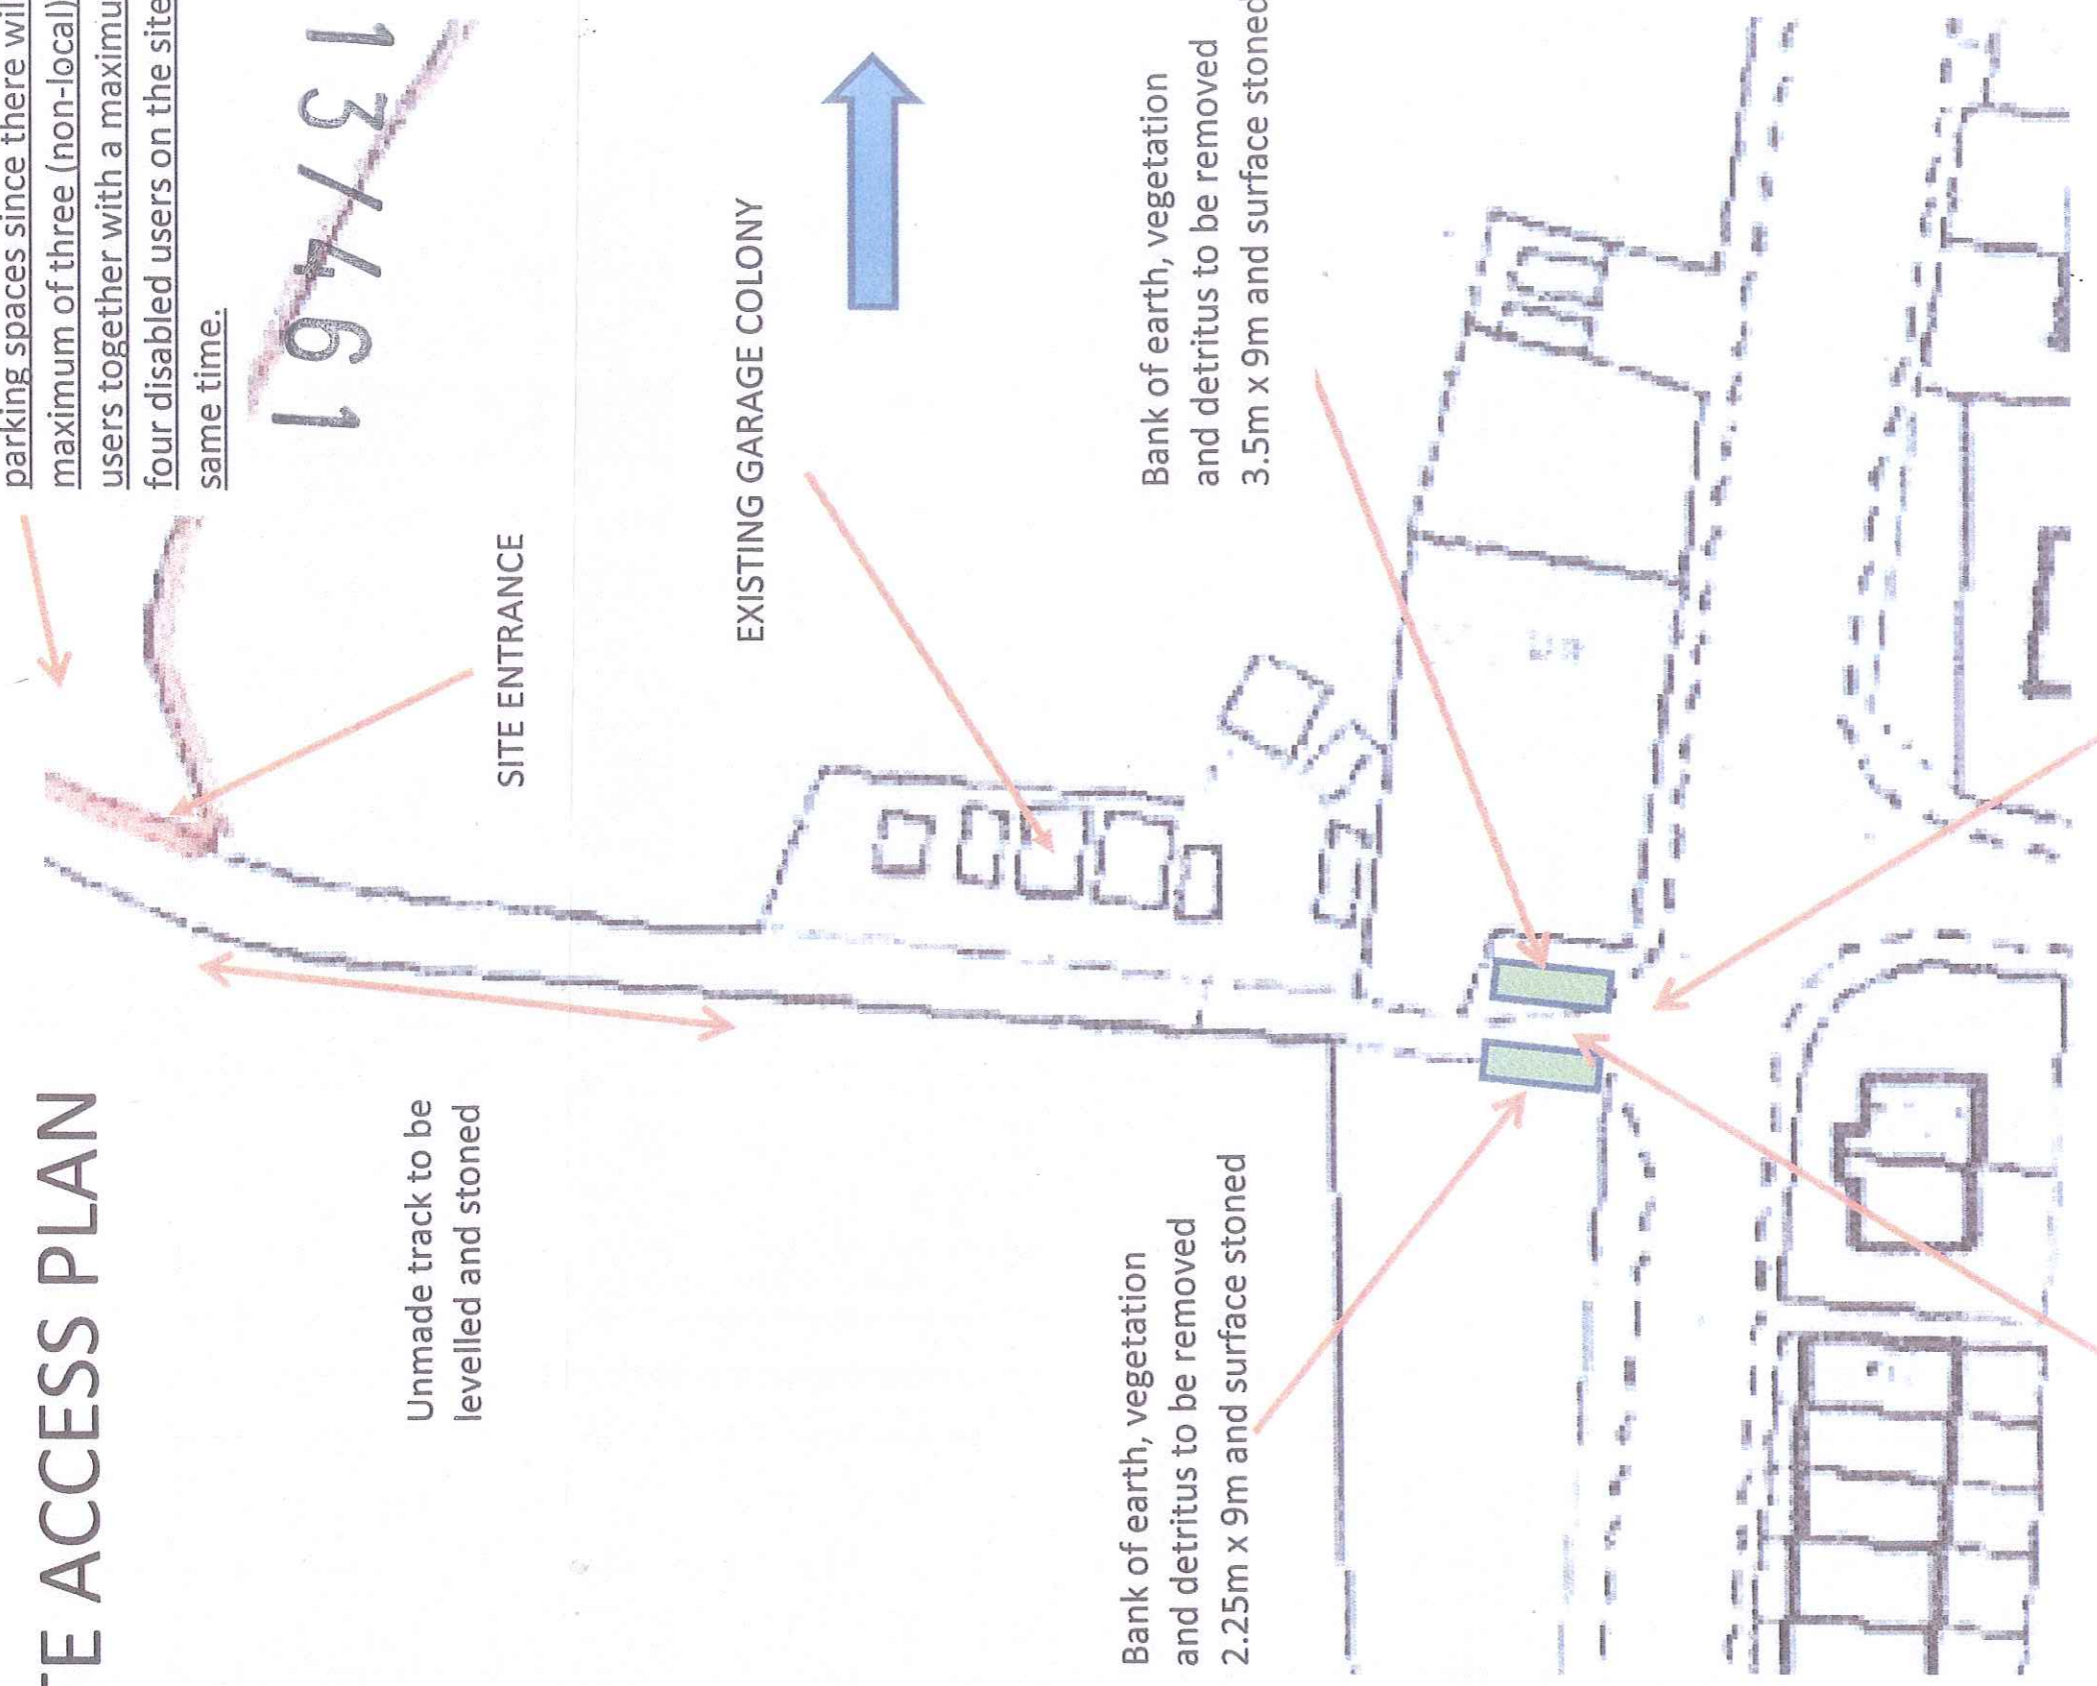 TE ACCESS PLAN
parking spaces since there wil
maximum of three (non-local)
users together with a maximu
four disabled users on the site
same time.
13/461
SITE ENTRANCE
Unmade track to be
levelled and stoned
EXISTING GARAGE COLONY
Bank of earth, vegetation
and detritus to be removed
3.5m x 9m and surface stoned
Bank of earth, vegetation
and detritus to be removed
2.25m x 9m and surface stoned